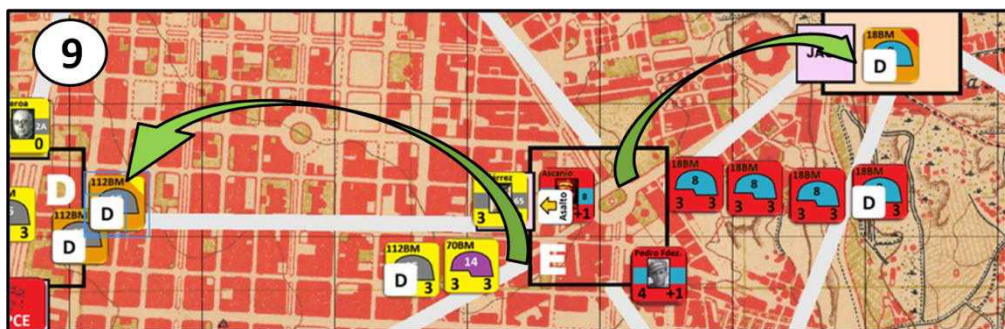 9
18BM
D
JAC
eroa
2A
0
D
112BM
D
112BM
D
3
PCE
3
65
Ascanio
8
+1
Asalto
E
112BM
D
3
70BM
14
3 3
Pedro Fdez.
4 +1
18BM
8
3 3
18BM
8
3 3
18BM
8
3 3
18BM
D
3
a